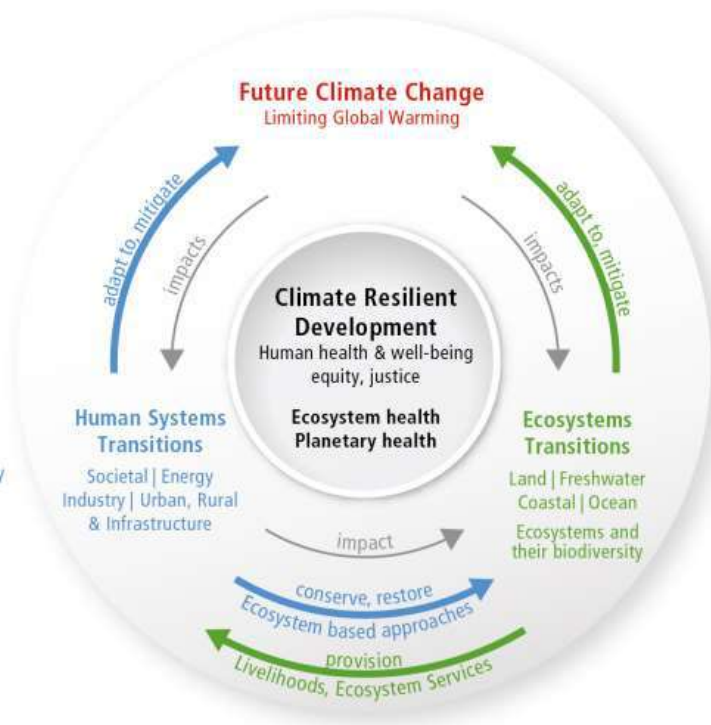 Future Climate Change
Limiting Global Warming
adapt to, mitigate
impacts
impacts
adapt to, mitigate
Climate Resilient
Development
Human health & well-being
equity, justice
Ecosystem health
Planetary health
Human Systems
Transitions
Societal | Energy
Industry | Urban, Rural
& Infrastructure
Ecosystems
Transitions
Land | Freshwater
Coastal | Ocean
Ecosystems and
their biodiversity
impact
conserve, restore
Ecosystem based approaches
provision
Livelihoods, Ecosystem Services